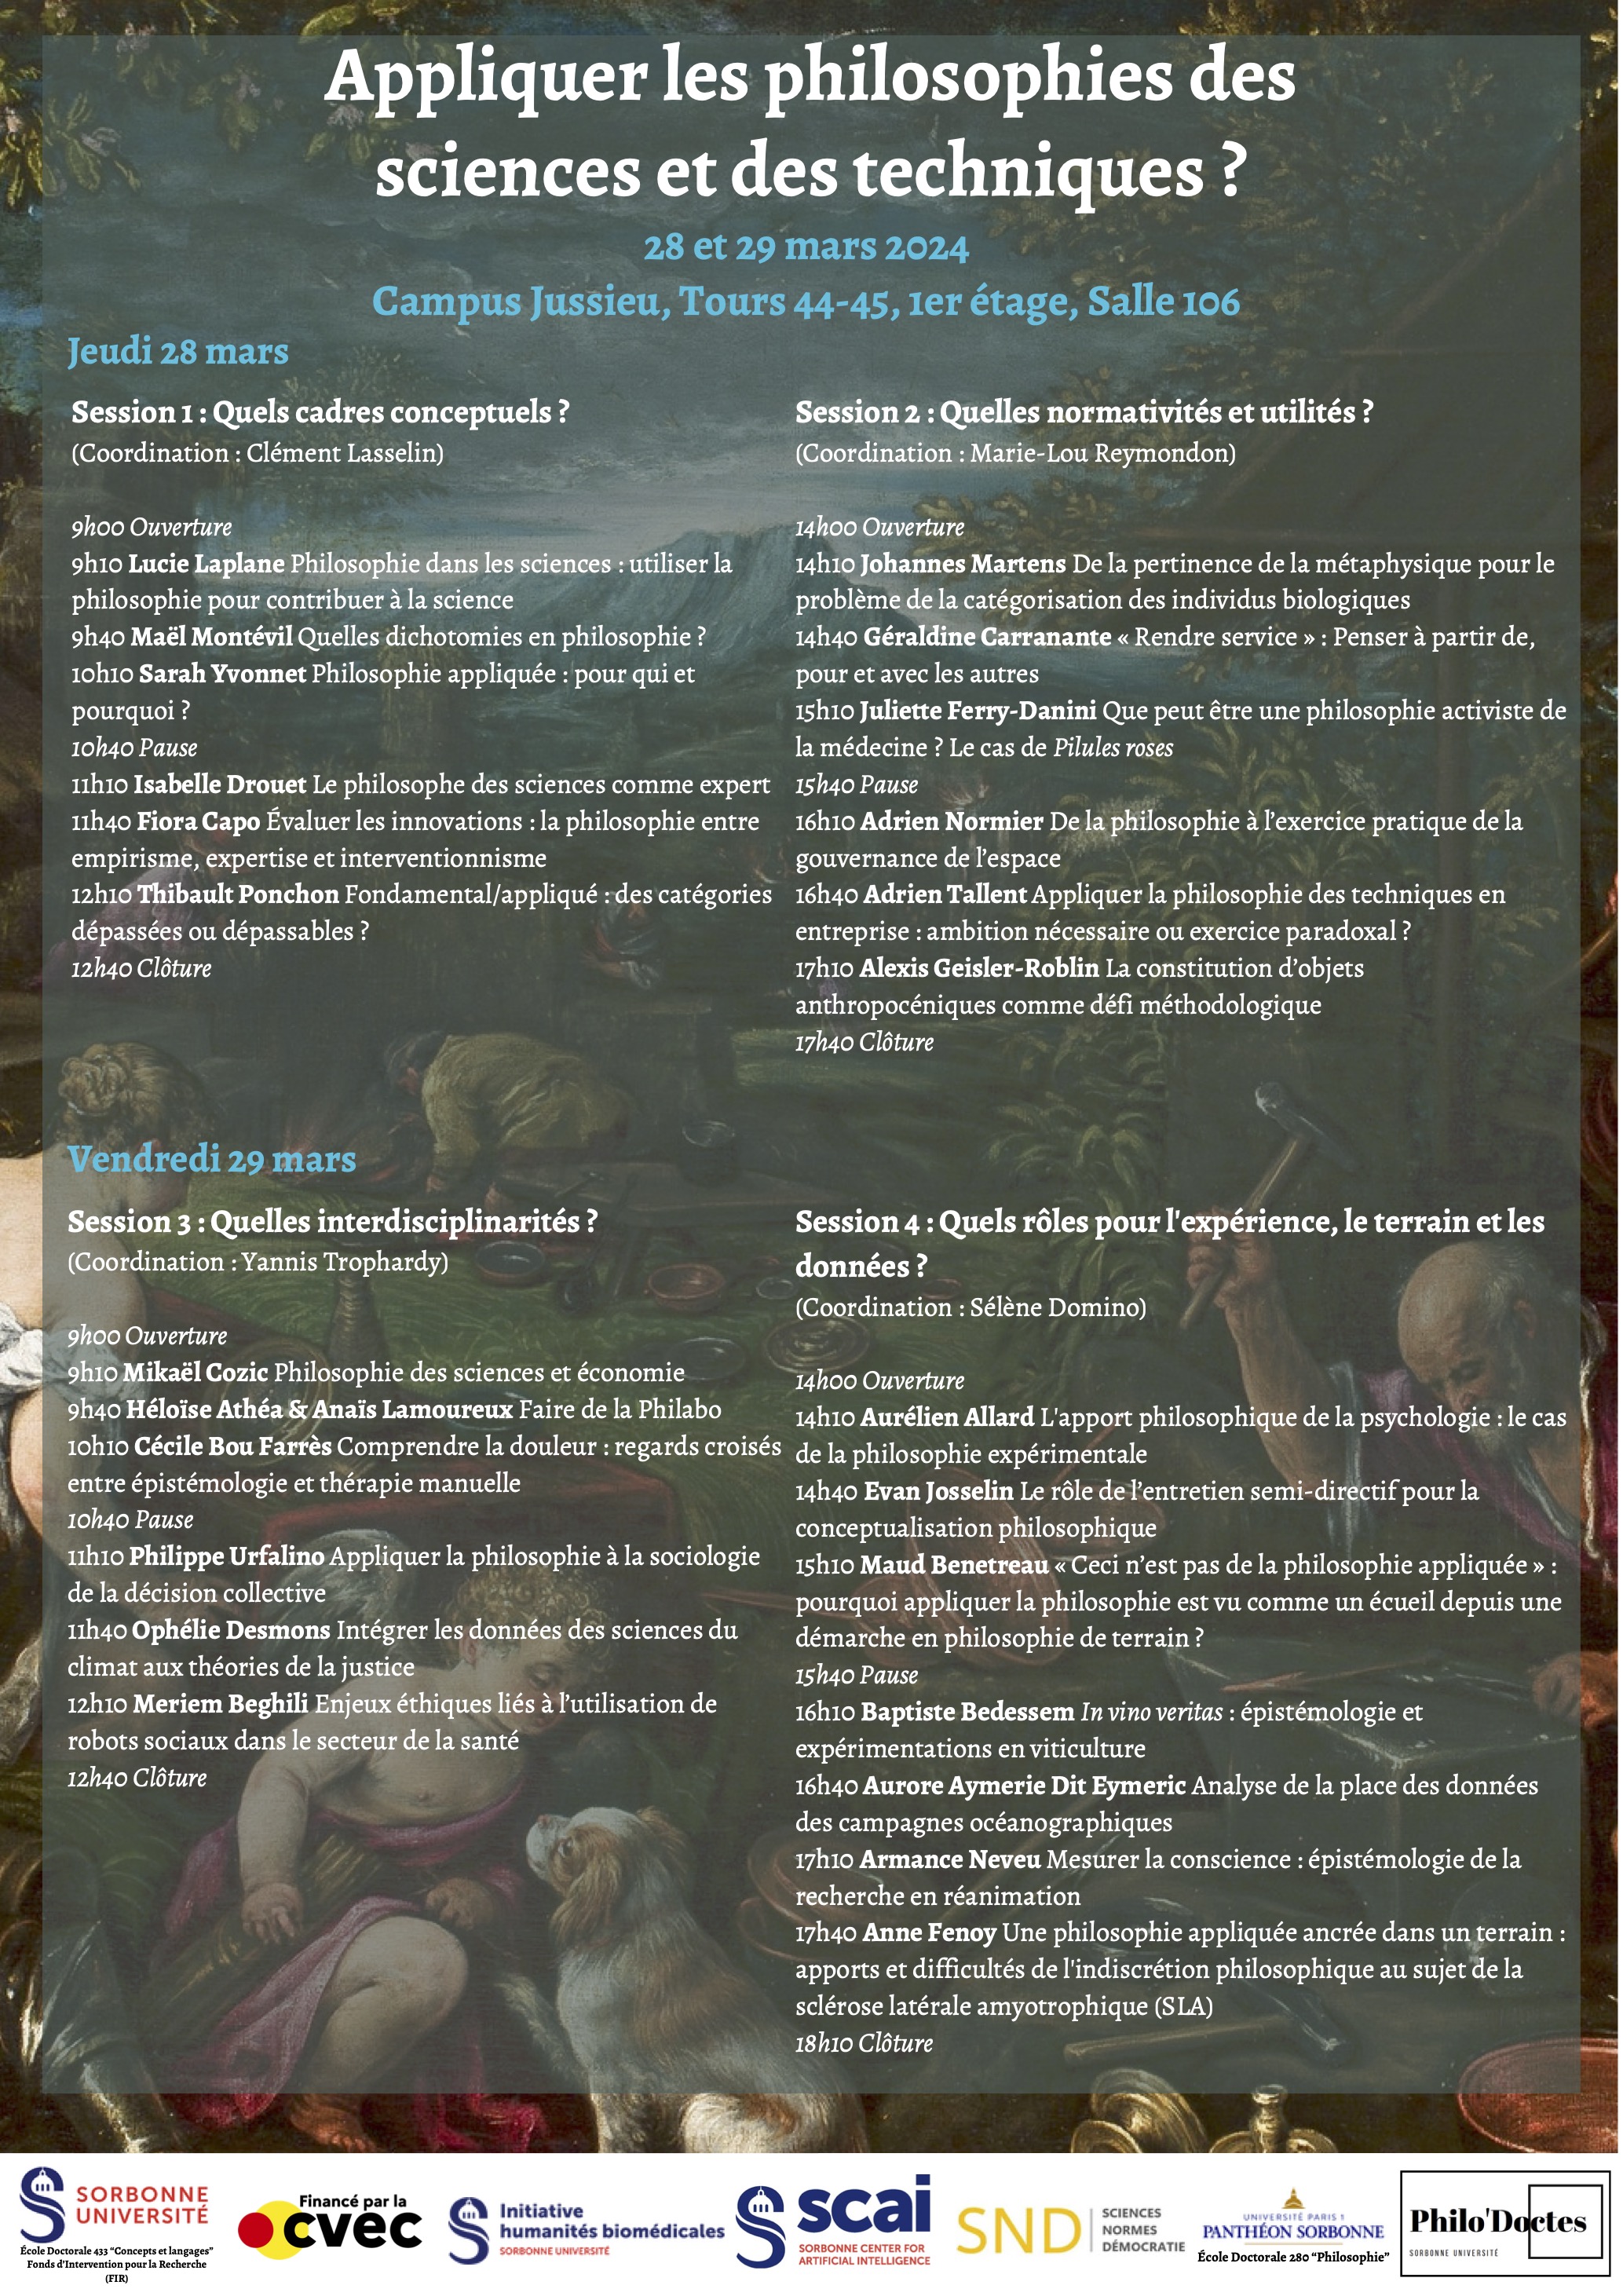 Appliquer les philosophies des
sciences et des techniques ?
28 et 29 mars 2024
Campus Jussieu, Tours 44-45, 1er étage, Salle 106
Jeudi 28 mars
Session 1 : Quels cadres conceptuels ?
(Coordination : Clément Lasselin)
9h00 Ouverture
9h10 Lucie Laplane Philosophie dans les sciences : utiliser la
philosophie pour contribuer à la science
9h40 Maël Montévil Quelles dichotomies en philosophie ?
10h10 Sarah Yvonnet Philosophie appliquée : pour qui et
pourquoi ?
10h40 Pause
11h10 Isabelle Drouet Le philosophe des sciences comme expert
11h40 Fiora Capo Évaluer les innovations : la philosophie entre
empirisme, expertise et interventionnisme
12h10 Thibault Ponchon Fondamental/appliqué : des catégories
dépassées ou dépassables ?
12h40 Clôture
Session 2 : Quelles normativités et utilités ?
(Coordination : Marie-Lou Reymondon)
14h00 Ouverture
14h10 Johannes Martens De la pertinence de la métaphysique pour le
problème de la catégorisation des individus biologiques
14h40 Géraldine Carranante « Rendre service » : Penser à partir de,
pour et avec les autres
15h10 Juliette Ferry-Danini Que peut être une philosophie activiste de
la médecine ? Le cas de Pilules roses
15h40 Pause
16h10 Adrien Normier De la philosophie à l’exercice pratique de la
gouvernance de l’espace
16h40 Adrien Tallent Appliquer la philosophie des techniques en
entreprise : ambition nécessaire ou exercice paradoxal ?
17h10 Alexis Geisler-Roblin La constitution d’objets
anthropocéniques comme défi méthodologique
17h40 Clôture
Vendredi 29 mars
Session 3 : Quelles interdisciplinarités ?
(Coordination : Yannis Trophardy)
9h00 Ouverture
9h10 Mikaël Cozic Philosophie des sciences et économie
9h40 Héloïse Athéa & Anaïs Lamoureux Faire de la Philabo
10h10 Cécile Bou Farrès Comprendre la douleur : regards croisés
entre épistémologie et thérapie manuelle
10h40 Pause
11h10 Philippe Urfalino Appliquer la philosophie à la sociologie
de la décision collective
11h40 Ophélie Desmons Intégrer les données des sciences du
climat aux théories de la justice
12h10 Meriem Beghili Enjeux éthiques liés à l’utilisation de
robots sociaux dans le secteur de la santé
12h40 Clôture
Session 4 : Quels rôles pour l'expérience, le terrain et les
données ?
(Coordination : Sélène Domino)
14h00 Ouverture
14h10 Aurélien Allard L'apport philosophique de la psychologie : le cas
de la philosophie expérimentale
14h40 Evan Josselin Le rôle de l’entretien semi-directif pour la
conceptualisation philosophique
15h10 Maud Benetreau « Ceci n’est pas de la philosophie appliquée » :
pourquoi appliquer la philosophie est vu comme un écueil depuis une
démarche en philosophie de terrain ?
15h40 Pause
16h10 Baptiste Bedessem In vino veritas : épistémologie et
expérimentations en viticulture
16h40 Aurore Aymerie Dit Eymeric Analyse de la place des données
des campagnes océanographiques
17h10 Armance Neveu Mesurer la conscience : épistémologie de la
recherche en réanimation
17h40 Anne Fenoy Une philosophie appliquée ancrée dans un terrain :
apports et difficultés de l'indiscrétion philosophique au sujet de la
sclérose latérale amyotrophique (SLA)
18h10 Clôture
SORBONNE
UNIVERSITÉ
École Doctorale 433 “Concepts et langages”
Fonds d’Intervention pour la Recherche
(FIR)
Financé par la
cvec
Initiative
humanités biomédicales
SORBONNE UNIVERSITÉ
scai
SORBONNE CENTER FOR
ARTIFICIAL INTELLIGENCE
SND
SCIENCES
NORMES
DÉMOCRATIE
UNIVERSITÉ PARIS 1
PANTHÉON SORBONNE
École Doctorale 280 “Philosophie”
Philo'Doctes
SORBONNE UNIVERSITÉ